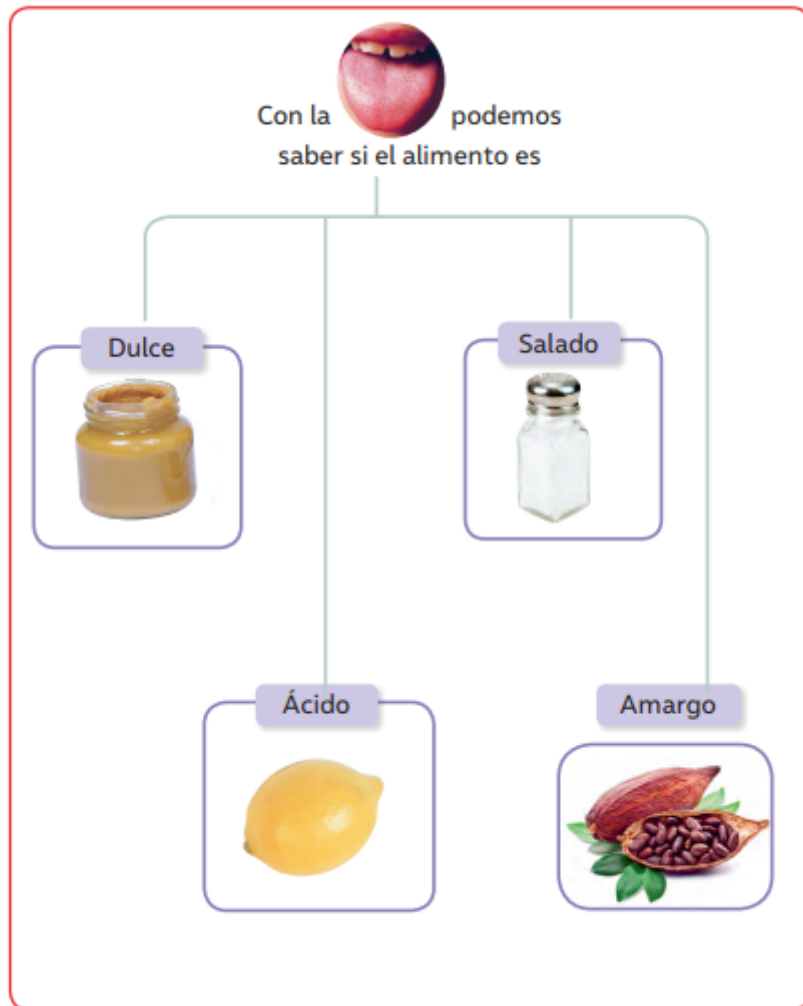 Con la podemos
saber si el alimento es
Dulce
Salado
Ácido
Amargo